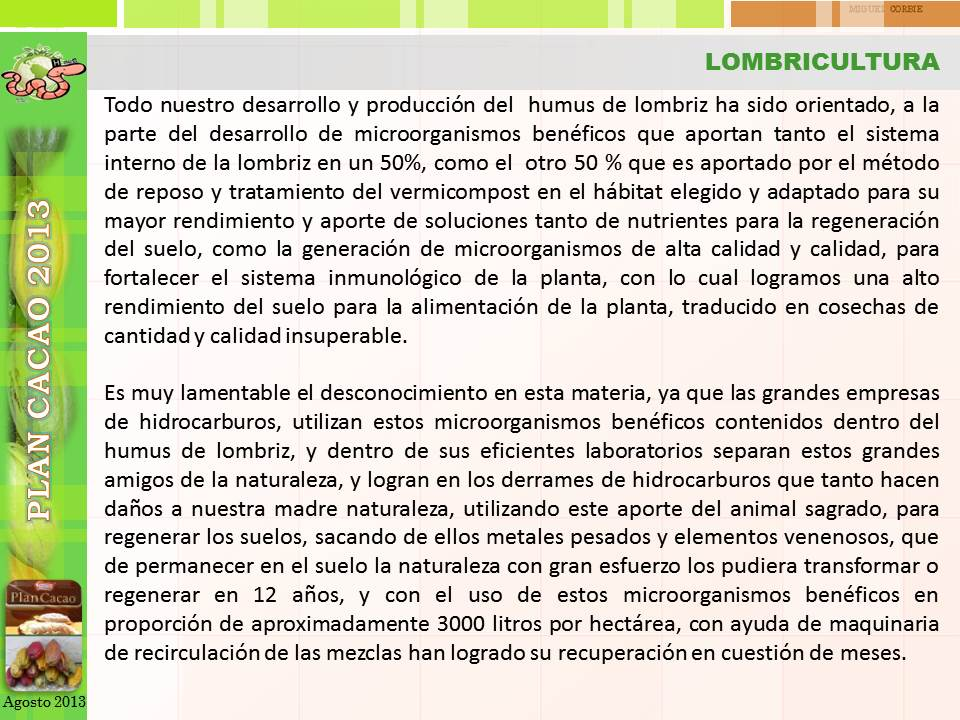 MIGUEL CORBIE
LOMBRICULTURA
Todo nuestro desarrollo y producción del humus de lombriz ha sido orientado, a la
parte del desarrollo de microorganismos benéficos que aportan tanto el sistema
interno de la lombriz en un 50%, como el otro 50 % que es aportado por el método
de reposo y tratamiento del vermicompost en el hábitat elegido y adaptado para su
mayor rendimiento y aporte de soluciones tanto de nutrientes para la regeneración
del suelo, como la generación de microorganismos de alta calidad y calidad, para
fortalecer el sistema inmunológico de la planta, con lo cual logramos una alto
rendimiento del suelo para la alimentación de la planta, traducido en cosechas de
cantidad y calidad insuperable.
Es muy lamentable el desconocimiento en esta materia, ya que las grandes empresas
de hidrocarburos, utilizan estos microorganismos benéficos contenidos dentro del
humus de lombriz, y dentro de sus eficientes laboratorios separan estos grandes
amigos de la naturaleza, y logran en los derrames de hidrocarburos que tanto hacen
daños a nuestra madre naturaleza, utilizando este aporte del animal sagrado, para
regenerar los suelos, sacando de ellos metales pesados y elementos venenosos, que
de permanecer en el suelo la naturaleza con gran esfuerzo los pudiera transformar o
regenerar en 12 años, y con el uso de estos microorganismos benéficos en
proporción de aproximadamente 3000 litros por hectárea, con ayuda de maquinaria
de recirculación de las mezclas han logrado su recuperación en cuestión de meses.
PLAN CACAO 2013
Plan Cacao
Agosto 2013